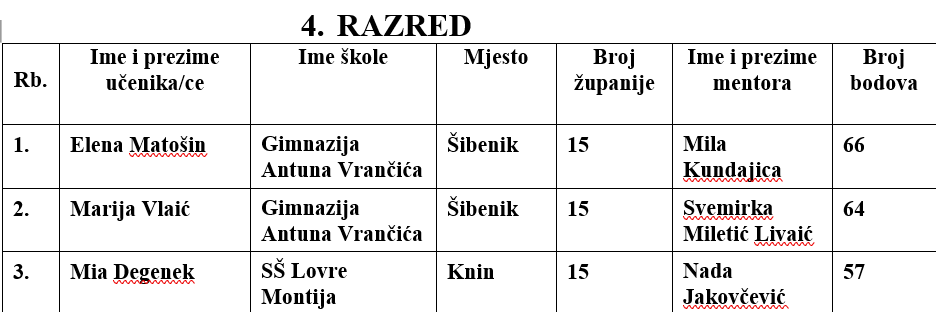 4. RAZRED
Rb. Ime i prezime učenika/ce Ime škole Mjesto Broj županije Ime i prezime mentora Broj bodova
1. Elena Matošin Gimnazija Antuna Vrančića Šibenik 15 Mila Kundajica 66
2. Marija Vlaić Gimnazija Antuna Vrančića Šibenik 15 Svemirka Miletić Livaić 64
3. Mia Degenek SŠ Lovre Montija Knin 15 Nada Jakovčević 57